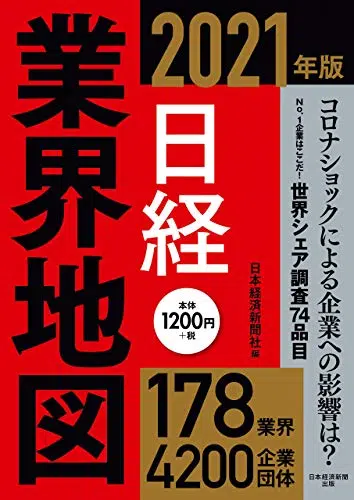 2021年版
日経
業界地図
コロナショックによる企業への影響は?
No.1企業はここだ!
世界シェア調査74品目
日本経済新聞社 編
本体
1200円
+税
178業界
4200企業団体
日本経済新聞出版